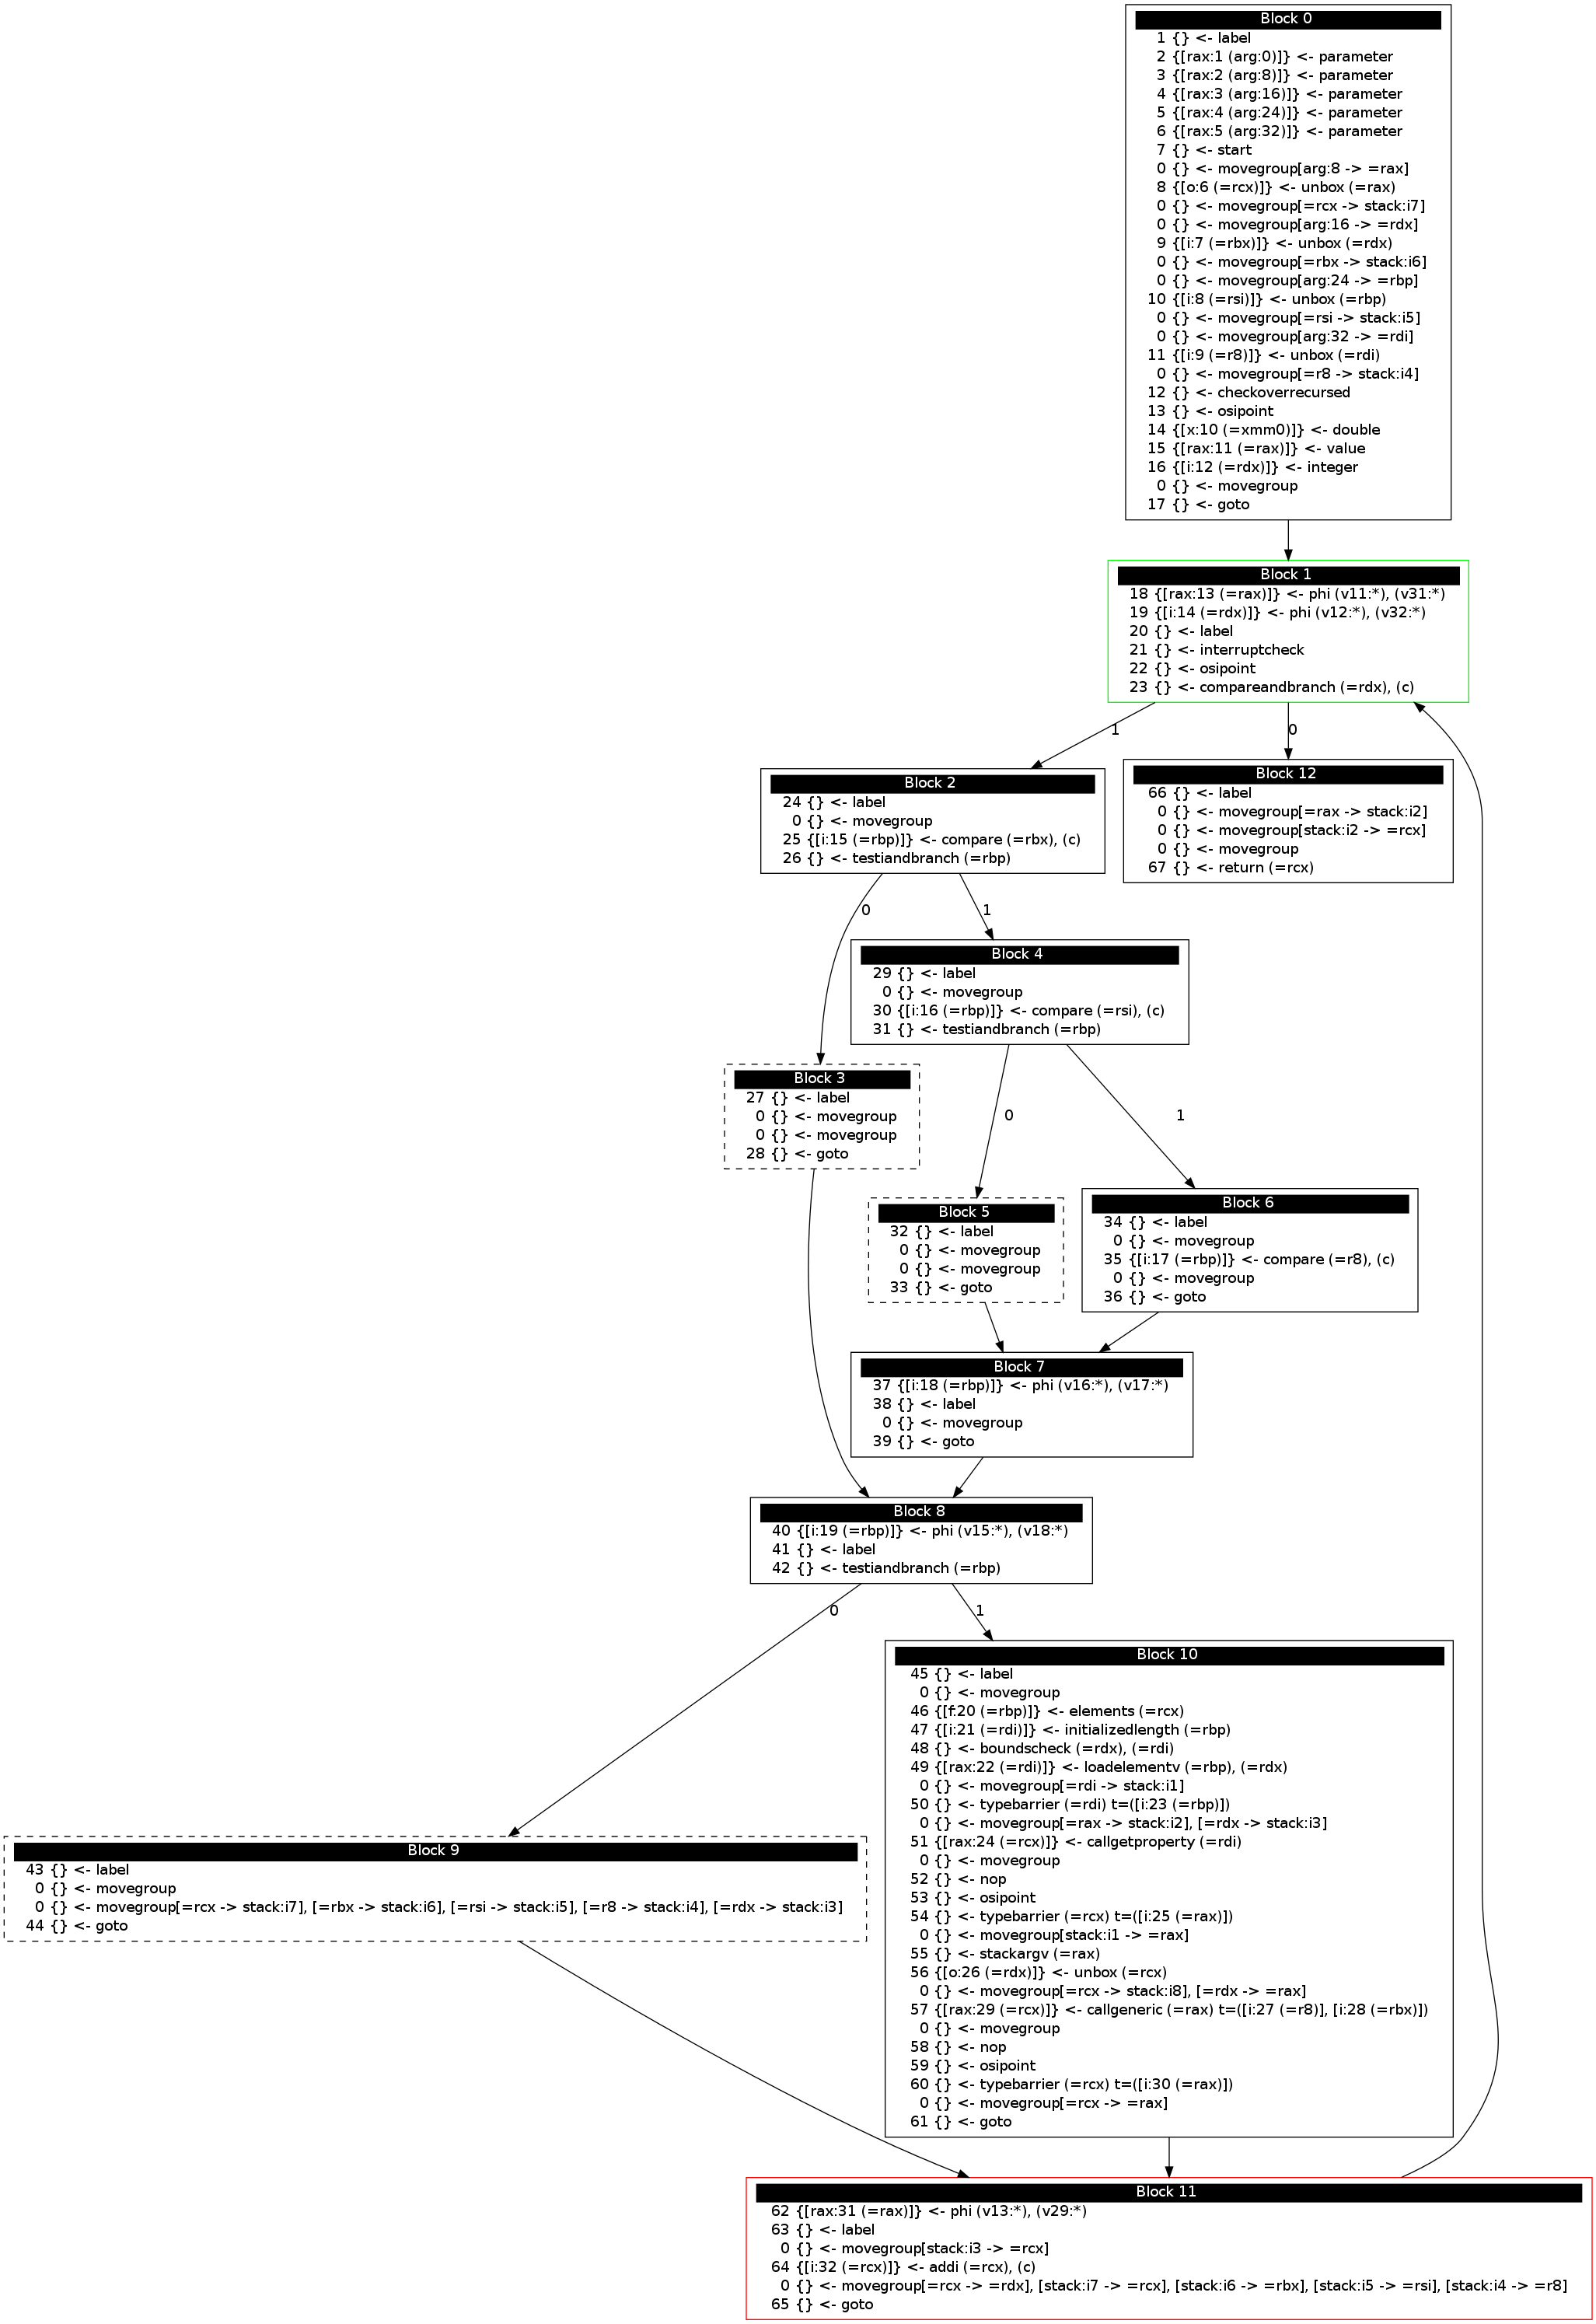 Block 0
1 {} <- label
2 {[rax:1 (arg:0)]} <- parameter
3 {[rax:2 (arg:8)]} <- parameter
4 {[rax:3 (arg:16)]} <- parameter
5 {[rax:4 (arg:24)]} <- parameter
6 {[rax:5 (arg:32)]} <- parameter
7 {} <- start
0 {} <- movegroup[arg:8 -> =rax]
8 {[o:6 (=rcx)]} <- unbox (=rax)
0 {} <- movegroup[=rcx -> stack:i7]
0 {} <- movegroup[arg:16 -> =rdx]
9 {[i:7 (=rbx)]} <- unbox (=rdx)
0 {} <- movegroup[=rbx -> stack:i6]
0 {} <- movegroup[arg:24 -> =rbp]
10 {[i:8 (=rsi)]} <- unbox (=rbp)
0 {} <- movegroup[=rsi -> stack:i5]
0 {} <- movegroup[arg:32 -> =rdi]
11 {[i:9 (=r8)]} <- unbox (=rdi)
0 {} <- movegroup[=r8 -> stack:i4]
12 {} <- checkoverrecursed
13 {} <- osipoint
14 {[x:10 (=xmm0)]} <- double
15 {[rax:11 (=rax)]} <- value
16 {[i:12 (=rdx)]} <- integer
0 {} <- movegroup
17 {} <- goto
Block 1
18 {[rax:13 (=rax)]} <- phi (v11:*), (v31:*)
19 {[i:14 (=rdx)]} <- phi (v12:*), (v32:*)
20 {} <- label
21 {} <- interruptcheck
22 {} <- osipoint
23 {} <- compareandbranch (=rdx), (c)
1
0
Block 2
24 {} <- label
0 {} <- movegroup
25 {[i:15 (=rbp)]} <- compare (=rbx), (c)
26 {} <- testiandbranch (=rbp)
Block 12
66 {} <- label
0 {} <- movegroup[=rax -> stack:i2]
0 {} <- movegroup[stack:i2 -> =rcx]
0 {} <- movegroup
67 {} <- return (=rcx)
0
1
Block 4
29 {} <- label
0 {} <- movegroup
30 {[i:16 (=rbp)]} <- compare (=rsi), (c)
31 {} <- testiandbranch (=rbp)
Block 3
27 {} <- label
0 {} <- movegroup
0 {} <- movegroup
28 {} <- goto
0
1
Block 5
32 {} <- label
0 {} <- movegroup
0 {} <- movegroup
33 {} <- goto
Block 6
34 {} <- label
0 {} <- movegroup
35 {[i:17 (=rbp)]} <- compare (=r8), (c)
0 {} <- movegroup
36 {} <- goto
Block 7
37 {[i:18 (=rbp)]} <- phi (v16:*), (v17:*)
38 {} <- label
0 {} <- movegroup
39 {} <- goto
Block 8
40 {[i:19 (=rbp)]} <- phi (v15:*), (v18:*)
41 {} <- label
42 {} <- testiandbranch (=rbp)
0
1
Block 10
45 {} <- label
0 {} <- movegroup
46 {[f:20 (=rbp)]} <- elements (=rcx)
47 {[i:21 (=rdi)]} <- initializedlength (=rbp)
48 {} <- boundscheck (=rdx), (=rdi)
49 {[rax:22 (=rdi)]} <- loadelementv (=rbp), (=rdx)
0 {} <- movegroup[=rdi -> stack:i1]
50 {} <- typebarrier (=rdi) t=([i:23 (=rbp)])
0 {} <- movegroup[=rax -> stack:i2], [=rdx -> stack:i3]
51 {[rax:24 (=rcx)]} <- callgetproperty (=rdi)
0 {} <- movegroup
52 {} <- nop
53 {} <- osipoint
54 {} <- typebarrier (=rcx) t=([i:25 (=rax)])
0 {} <- movegroup[stack:i1 -> =rax]
55 {} <- stackargv (=rax)
56 {[o:26 (=rdx)]} <- unbox (=rcx)
0 {} <- movegroup[=rcx -> stack:i8], [=rdx -> =rax]
57 {[rax:29 (=rcx)]} <- callgeneric (=rax) t=([i:27 (=r8)], [i:28 (=rbx)])
0 {} <- movegroup
58 {} <- nop
59 {} <- osipoint
60 {} <- typebarrier (=rcx) t=([i:30 (=rax)])
0 {} <- movegroup[=rcx -> =rax]
61 {} <- goto
Block 9
43 {} <- label
0 {} <- movegroup
0 {} <- movegroup[=rcx -> stack:i7], [=rbx -> stack:i6], [=rsi -> stack:i5], [=r8 -> stack:i4], [=rdx -> stack:i3]
44 {} <- goto
Block 11
62 {[rax:31 (=rax)]} <- phi (v13:*), (v29:*)
63 {} <- label
0 {} <- movegroup[stack:i3 -> =rcx]
64 {[i:32 (=rcx)]} <- addi (=rcx), (c)
0 {} <- movegroup[=rcx -> =rdx], [stack:i7 -> =rcx], [stack:i6 -> =rbx], [stack:i5 -> =rsi], [stack:i4 -> =r8]
65 {} <- goto